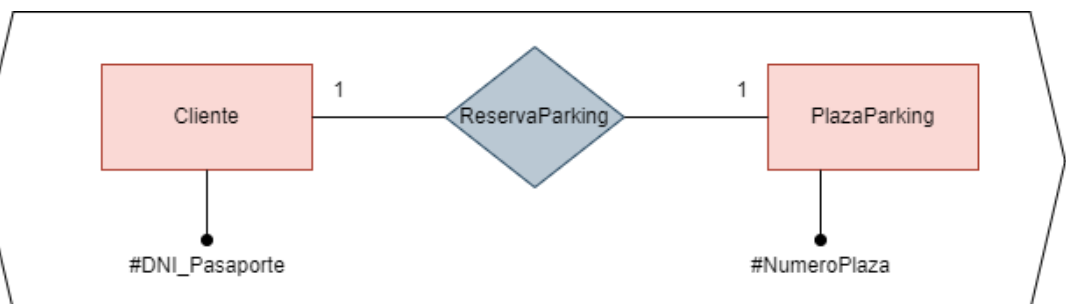 1
1
Cliente
ReservaParking
PlazaParking
#DNI_Pasaporte
#NumeroPlaza